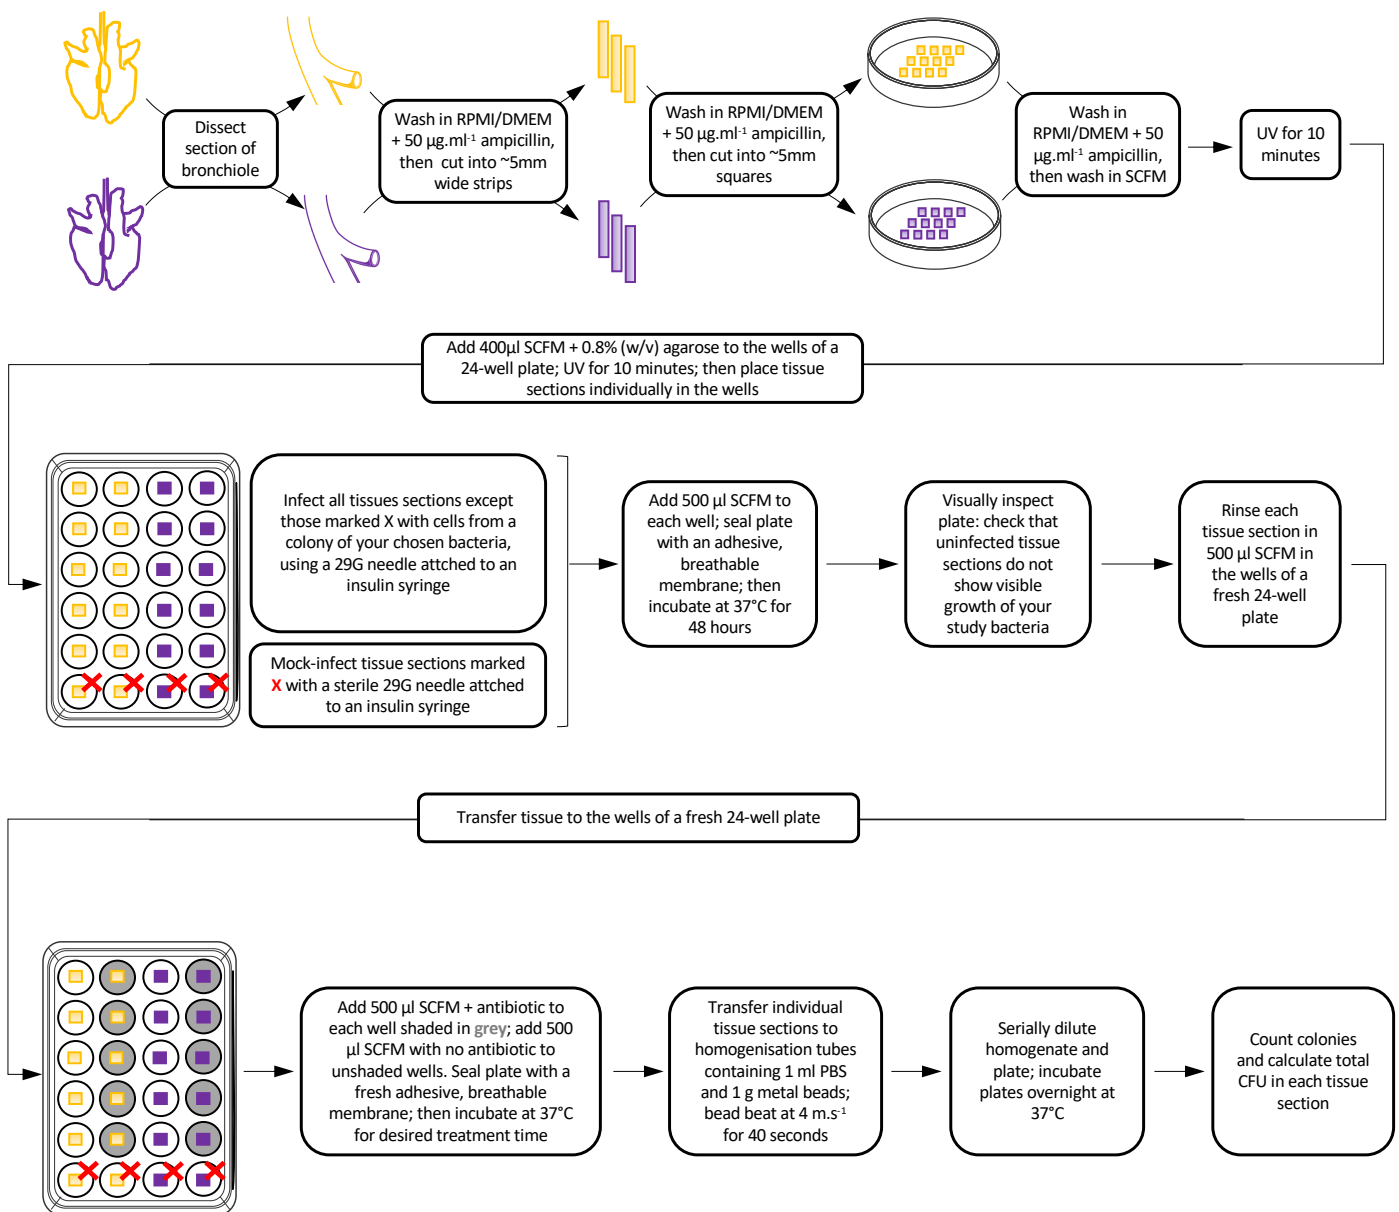 Dissect
section of
bronchiole
Wash in RPMI/DMEM
+ 50 µg.ml⁻¹ ampicillin,
then cut into ~5mm
wide strips
Wash in RPMI/DMEM
+ 50 µg.ml⁻¹ ampicillin,
then cut into ~5mm
squares
Wash in
RPMI/DMEM + 50
µg.ml⁻¹ ampicillin,
then wash in SCFM
UV for 10
minutes
Add 400µl SCFM + 0.8% (w/v) agarose to the wells of a
24-well plate; UV for 10 minutes; then place tissue
sections individually in the wells
Infect all tissues sections except
those marked X with cells from a
colony of your chosen bacteria,
using a 29G needle attched to an
insulin syringe
Mock-infect tissue sections marked
X with a sterile 29G needle attched
to an insulin syringe
Add 500 µl SCFM to
each well; seal plate
with an adhesive,
breathable
membrane; then
incubate at 37°C for
48 hours
Visually inspect
plate: check that
uninfected tissue
sections do not
show visible
growth of your
study bacteria
Rinse each
tissue section in
500 µl SCFM in
the wells of a
fresh 24-well
plate
Transfer tissue to the wells of a fresh 24-well plate
Add 500 µl SCFM + antibiotic to
each well shaded in grey; add 500
µl SCFM with no antibiotic to
unshaded wells. Seal plate with a
fresh adhesive, breathable
membrane; then incubate at 37°C
for desired treatment time
Transfer individual
tissue sections to
homogenisation tubes
containing 1 ml PBS
and 1 g metal beads;
bead beat at 4 m.s⁻¹
for 40 seconds
Serially dilute
homogenate and
plate; incubate
plates overnight at
37°C
Count colonies
and calculate total
CFU in each tissue
section